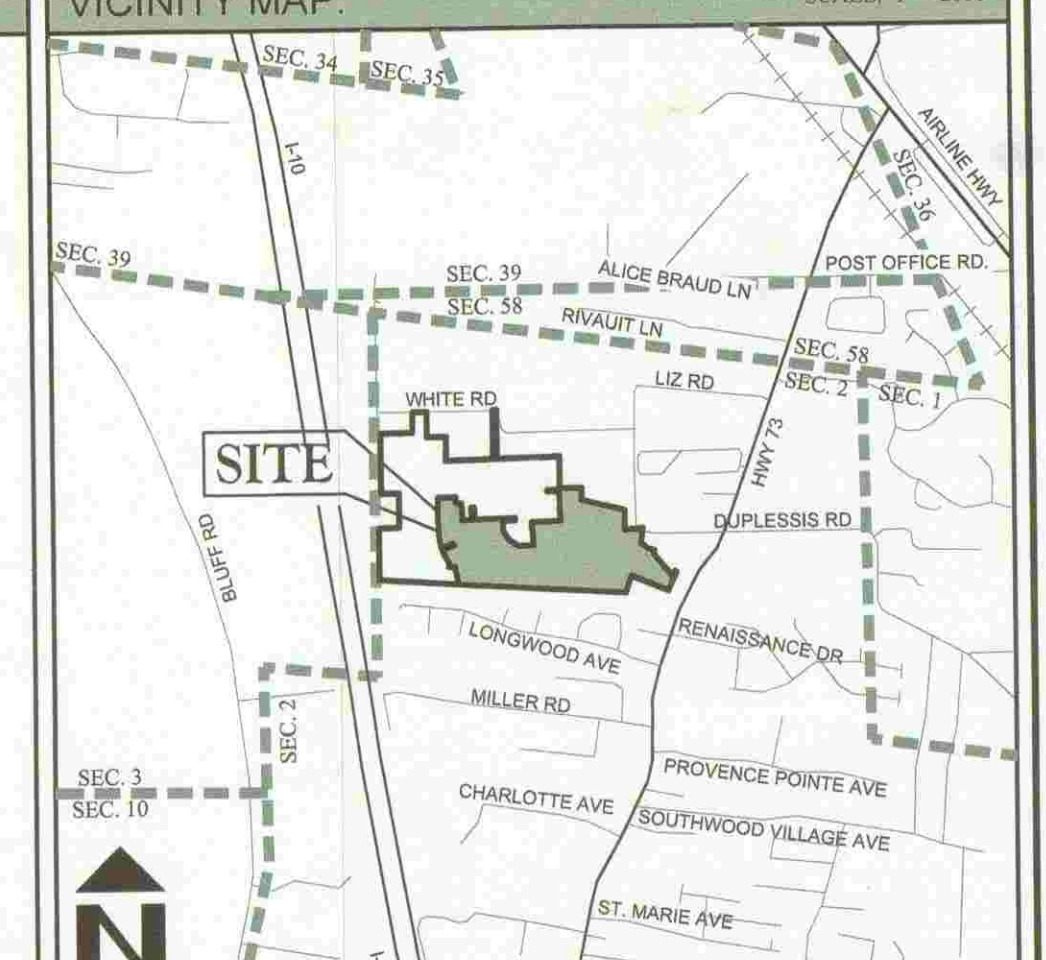 VICINITY MAP:
SEC. 34
SEC. 35
I-10
AIRLINE HWY
SEC. 36
SEC. 39
SEC. 39
ALICE BRAUD LN
POST OFFICE RD.
SEC. 58
RIVAUIT LN
SEC. 58
LIZ RD
SEC. 2
SEC. 1
WHITE RD
SITE
HWY 73
BLUFF RD
DUPLESSIS RD
LONGWOOD AVE
RENAISSANCE DR
MILLER RD
SEC. 2
SEC. 3
SEC. 10
PROVENCE POINTE AVE
CHARLOTTE AVE
SOUTHWOOD VILLAGE AVE
ST. MARIE AVE
N